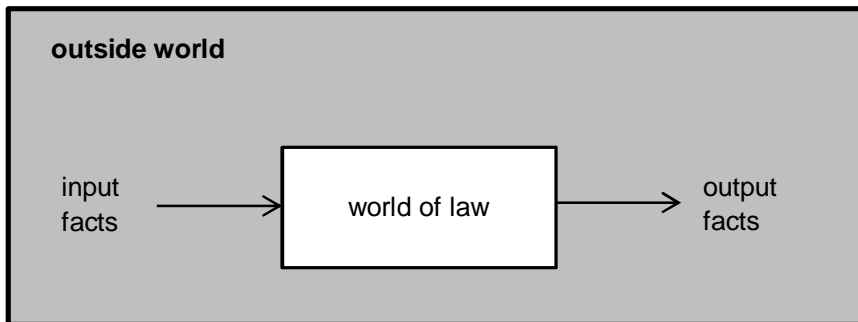 outside world
input
facts
world of law
output
facts